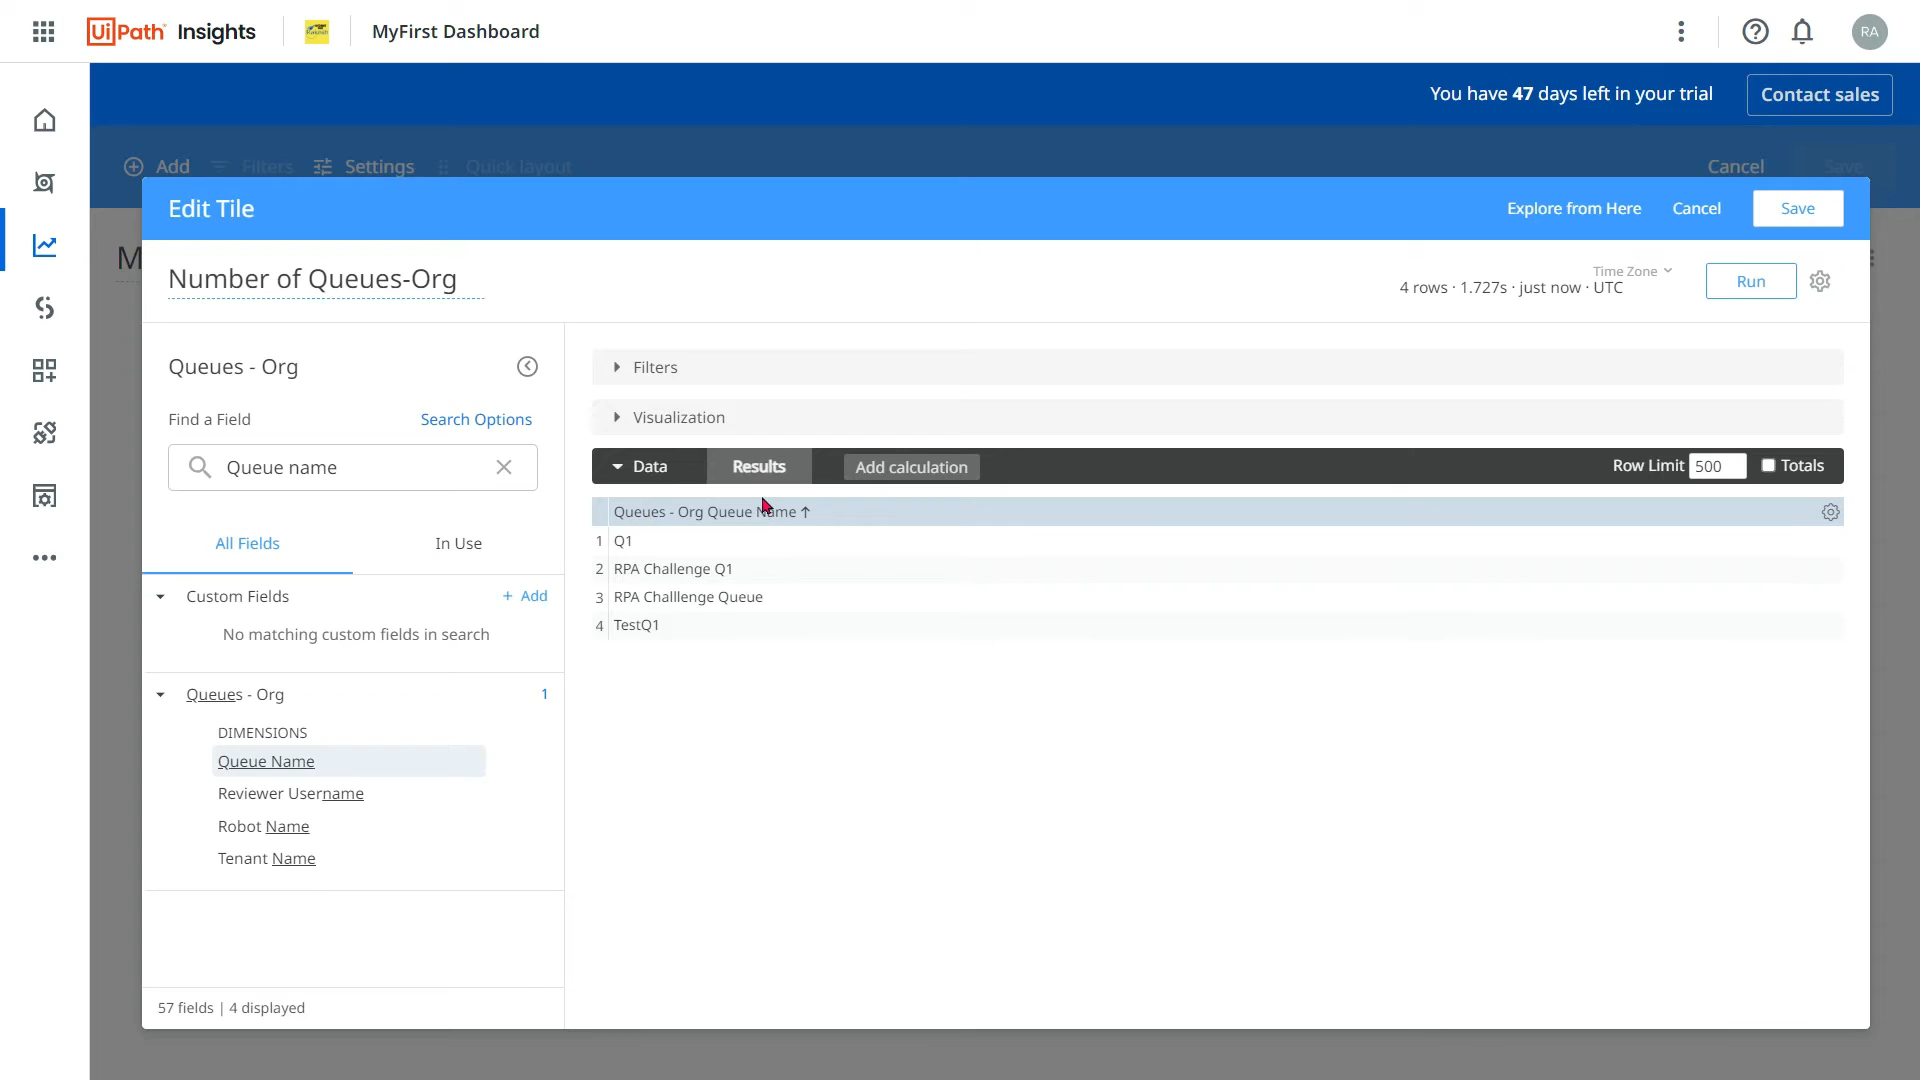 UiPath Insights
MyFirst Dashboard
RA
You have 47 days left in your trial
Contact sales
Add
Filters
Settings
Quick layout
Cancel
Save
M
Edit Tile
Explore from Here
Cancel
Save
Number of Queues-Org
Time Zone
4 rows · 1.727s · just now · UTC
Run
Queues - Org
Find a Field
Search Options
Queue name
All Fields
In Use
Custom Fields
+ Add
No matching custom fields in search
Queues - Org
1
DIMENSIONS
Queue Name
Reviewer Username
Robot Name
Tenant Name
57 fields | 4 displayed
Filters
Visualization
Data
Results
Add calculation
Row Limit 500
Totals
Queues - Org Queue Name ↑
1 Q1
2 RPA Challenge Q1
3 RPA Challlenge Queue
4 TestQ1